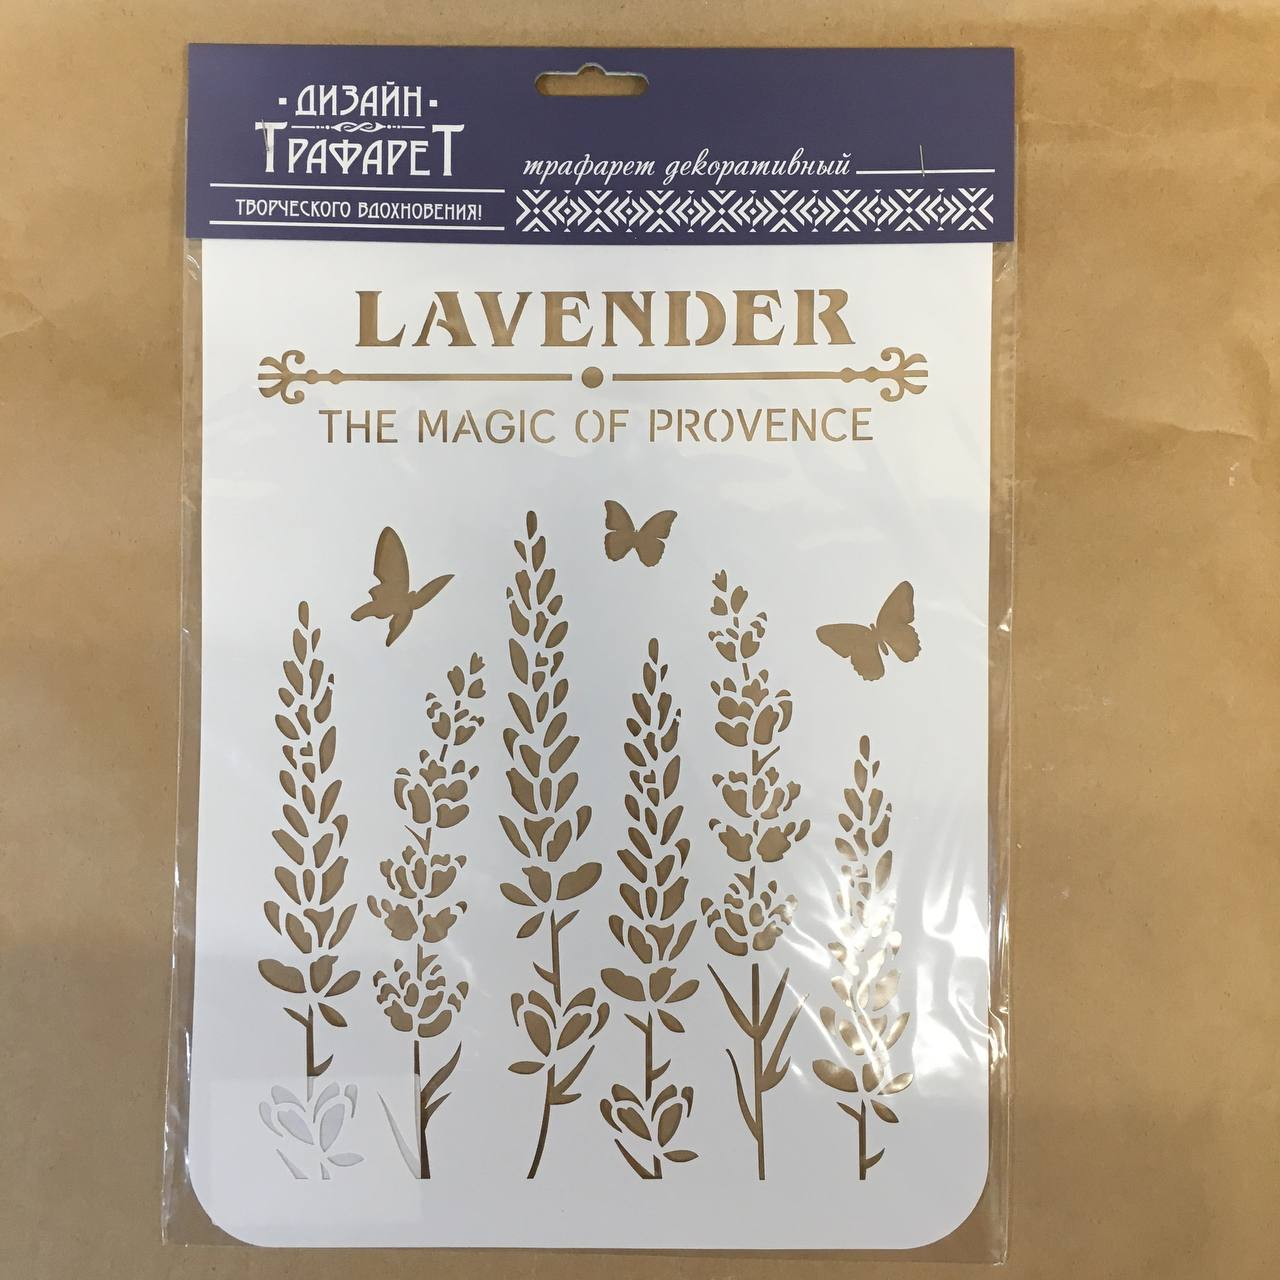 ДИЗАЙН
ТРАФАРЕТ
ТВОРЧЕСКОГО ВДОХНОВЕНИЯ!
трафарет декоративный
LAVENDER
THE MAGIC OF PROVENCE